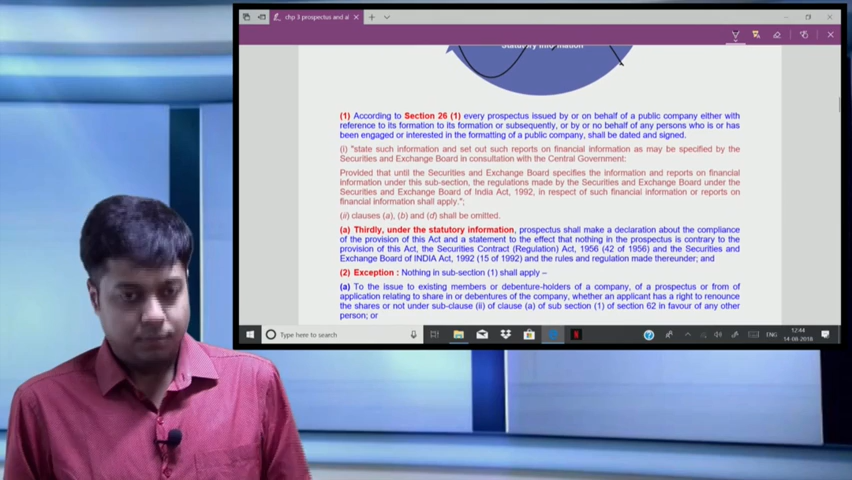 chp 3 prospectus and al
Statutory Information
(1) According to Section 26 (1) every prospectus issued by or on behalf of a public company either with
reference to its formation to its formation or subsequently, or by or no behalf of any persons who is or has
been engaged or interested in the formatting of a public company, shall be dated and signed.
(i) "state such information and set out such reports on financial information as may be specified by the
Securities and Exchange Board in consultation with the Central Government:
Provided that until the Securities and Exchange Board specifies the information and reports on financial
information under this sub-section, the regulations made by the Securities and Exchange Board under the
Securities and Exchange Board of India Act, 1992, in respect of such financial information or reports on
financial information shall apply.";
(ii) clauses (a), (b) and (d) shall be omitted.
(a) Thirdly, under the statutory information, prospectus shall make a declaration about the compliance
of the provision of this Act and a statement to the effect that nothing in the prospectus is contrary to the
provision of this Act, the Securities Contract (Regulation) Act, 1956 (42 of 1956) and the Securities and
Exchange Board of INDIA Act, 1992 (15 of 1992) and the rules and regulation made thereunder; and
(2) Exception : Nothing in sub-section (1) shall apply –
(a) To the issue to existing members or debenture-holders of a company, of a prospectus or from of
application relating to share in or debentures of the company, whether an applicant has a right to renounce
the shares or not under sub-clause (ii) of clause (a) of sub section (1) of section 62 in favour of any other
person; or
Type here to search
ENG
12:44
14-08-2018